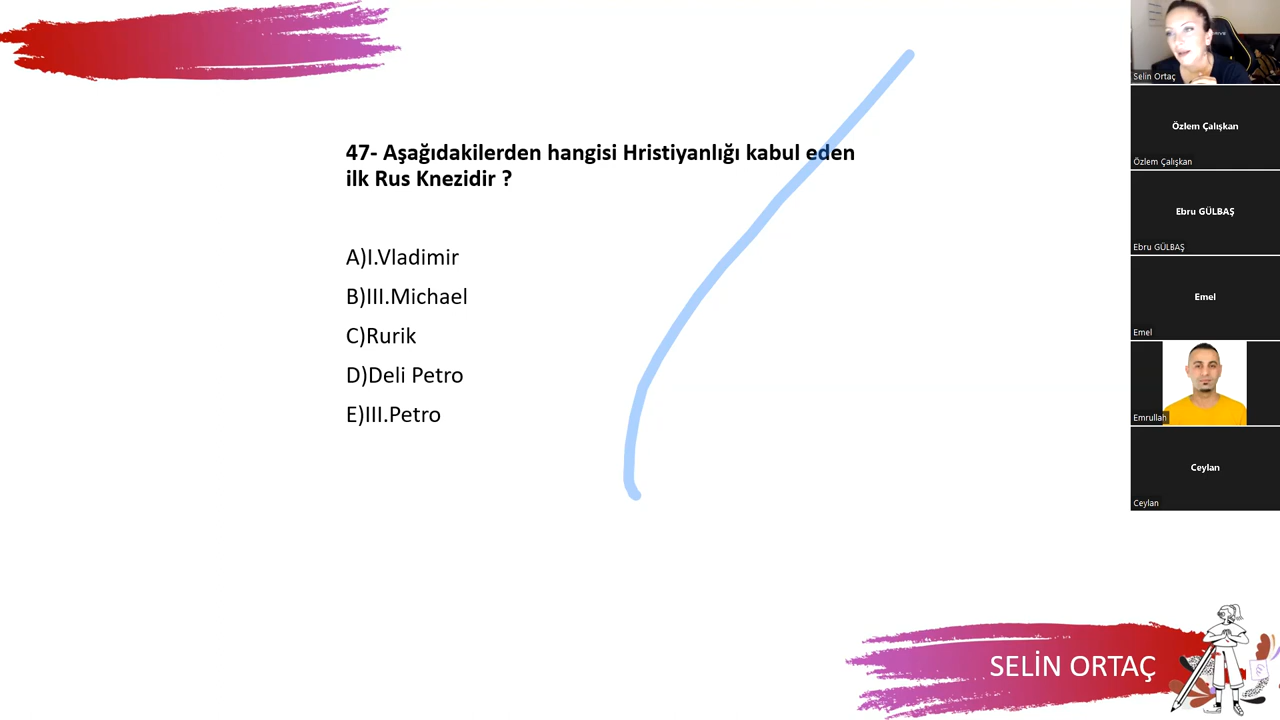 47- Aşağıdakilerden hangisi Hristiyanlığı kabul eden
ilk Rus Knezidir ?
A)I.Vladimir
B)III.Michael
C)Rurik
D)Deli Petro
E)III.Petro
SELİN ORTAÇ
Selin Ortaç
Özlem Çalışkan
Özlem Çalışkan
Ebru GÜLBAŞ
Ebru GÜLBAŞ
Emel
Emel
Emrullah
Ceylan
Ceylan